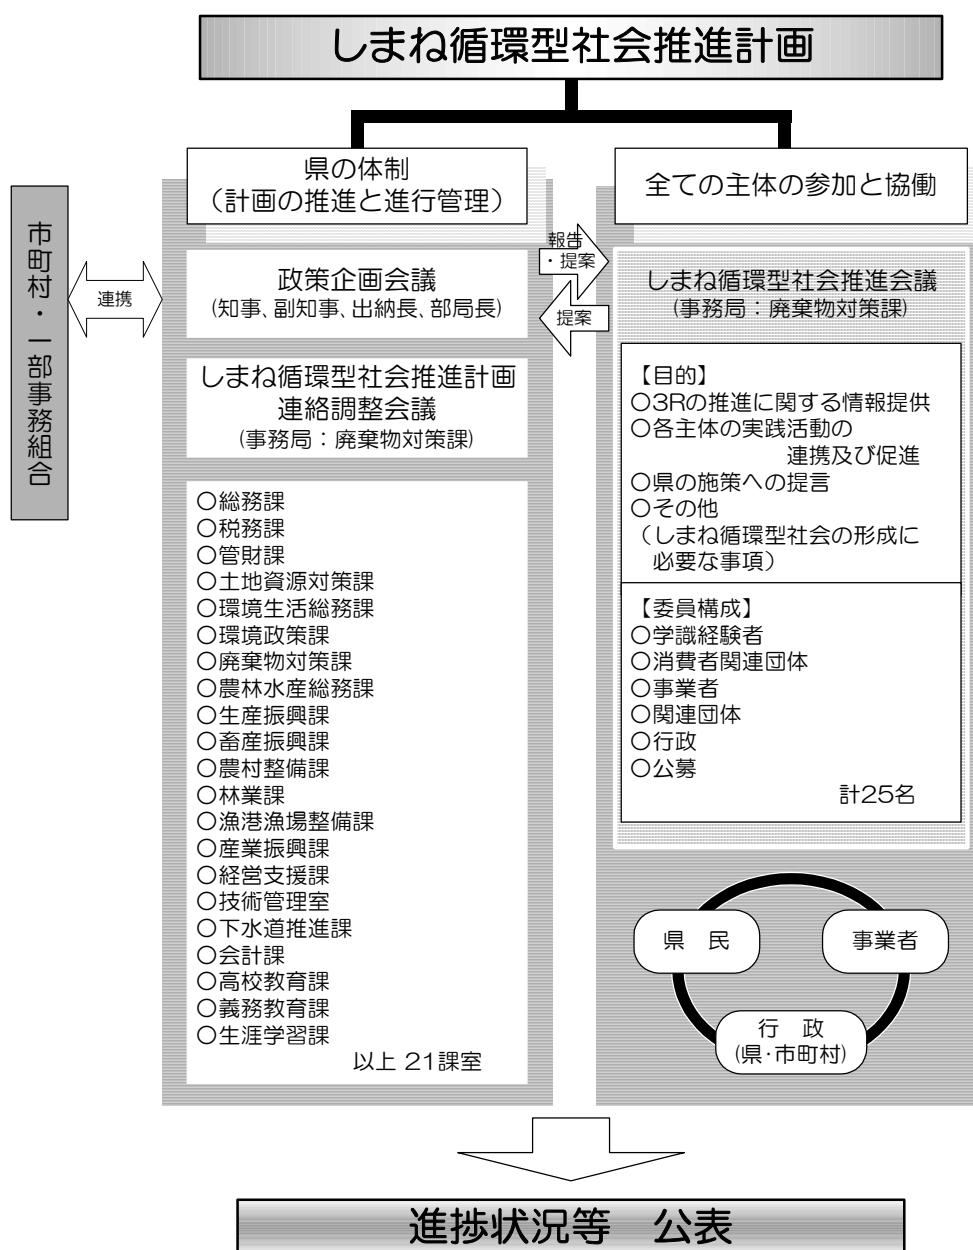 しまね循環型社会推進計画
県の体制
(計画の推進と進行管理)
全ての主体の参加と協働
市町村・一部事務組合
連携
政策企画会議
(知事、副知事、出納長、部局長)
報告
・提案
提案
しまね循環型社会推進計画
連絡調整会議
(事務局：廃棄物対策課)
○総務課
○税務課
○管財課
○土地資源対策課
○環境生活総務課
○環境政策課
○廃棄物対策課
○農林水産総務課
○生産振興課
○畜産振興課
○農村整備課
○林業課
○漁港漁場整備課
○産業振興課
○経営支援課
○技術管理室
○下水道推進課
○会計課
○高校教育課
○義務教育課
○生涯学習課
以上 21課室
しまね循環型社会推進会議
(事務局：廃棄物対策課)
【目的】
○3Rの推進に関する情報提供
○各主体の実践活動の
連携及び促進
○県の施策への提言
○その他
(しまね循環型社会の形成に
必要な事項)
【委員構成】
○学識経験者
○消費者関連団体
○事業者
○関連団体
○行政
○公募
計25名
県　民
事業者
行　政
(県・市町村)
進捗状況等　公表